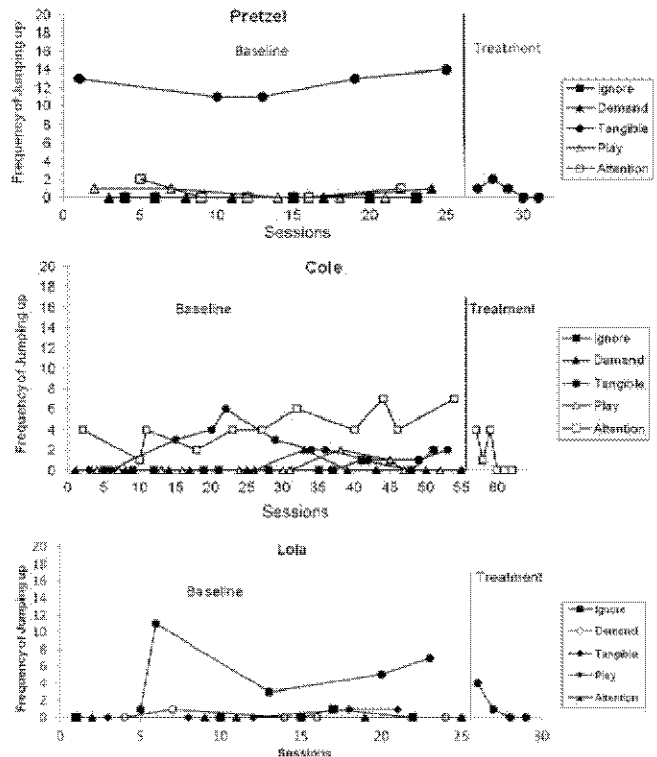 Pretzel
Frequency of Jumping up
20
18
16
14
12
10
8
6
4
2
0
Baseline
Treatment
Ignore
Demand
Tangible
Play
Attention
0
5
10
15
20
25
30
Sessions
Cole
Frequency of Jumping up
20
18
16
14
12
10
8
6
4
2
0
Baseline
Treatment
Ignore
Demand
Tangible
Play
Attention
0
5
10
15
20
25
30
35
40
45
50
55
60
Sessions
Lola
Frequency of Jumping up
20
18
16
14
12
10
8
6
4
2
0
Baseline
Treatment
Ignore
Demand
Tangible
Play
Attention
0
5
10
15
20
25
30
Sessions